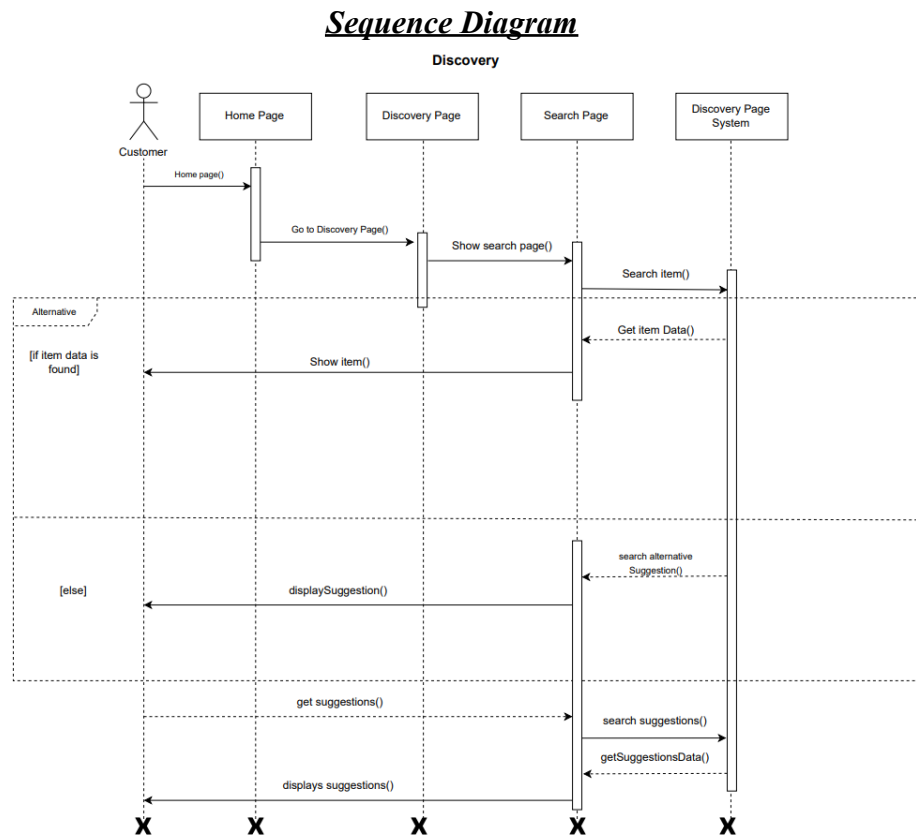 Sequence Diagram
Discovery
Customer
Home Page
Discovery Page
Search Page
Discovery Page
System
Home page()
Go to Discovery Page()
Show search page()
Search item()
Alternative
Get item Data()
[if item data is
found]
Show item()
search alternative
Suggestion()
[else]
displaySuggestion()
get suggestions()
search suggestions()
getSuggestionsData()
displays suggestions()
X X X X X